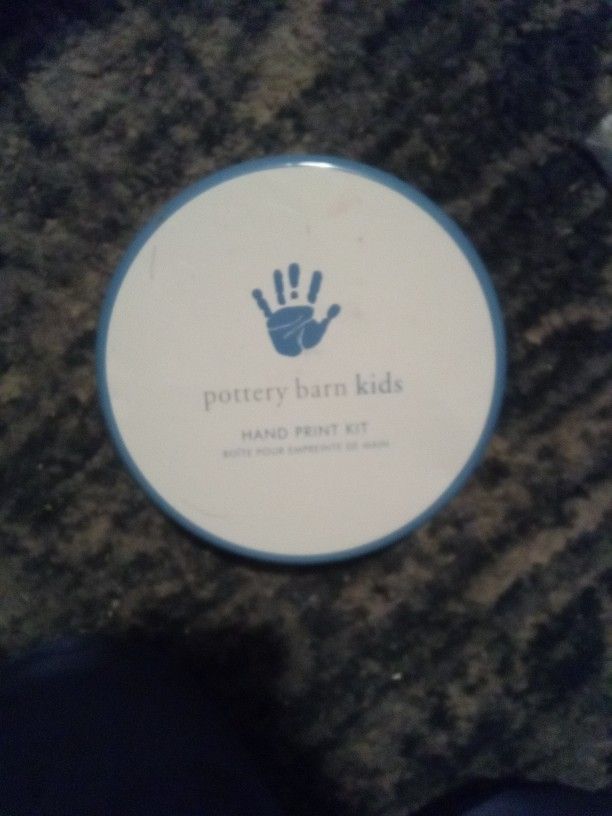 pottery barn kids
HAND PRINT KIT
BOÎTE POUR EMPREINTE DE MAIN